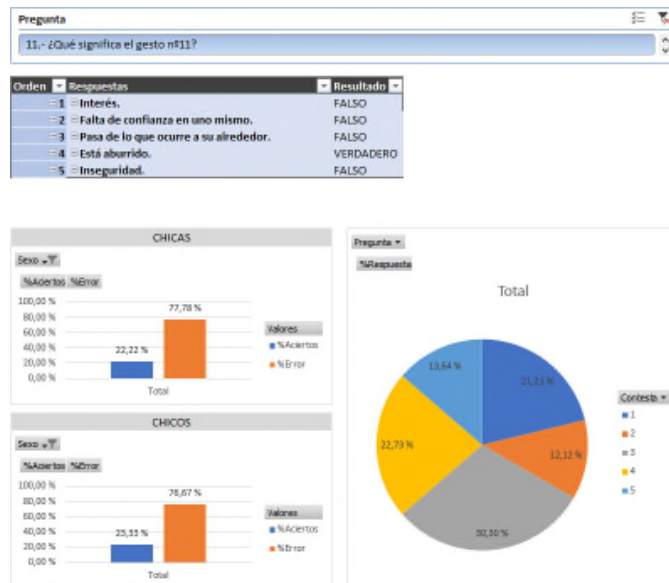 Pregunta
11.- ¿Qué significa el gesto nº11?
Orden Respuestas Resultado
1 Interés. FALSO
2 Falta de confianza en uno mismo. FALSO
3 Pasa de lo que ocurre a su alrededor. FALSO
4 Está aburrido. VERDADERO
5 Inseguridad. FALSO
CHICAS
Sexo
%Aciertos %Error
100,00 %
80,00 %
60,00 %
40,00 %
20,00 %
0,00 %
22,22 %
77,78 %
Total
Valores
%Aciertos
%Error
CHICOS
Sexo
%Aciertos %Error
100,00 %
80,00 %
60,00 %
40,00 %
20,00 %
0,00 %
23,33 %
76,67 %
Total
Valores
%Aciertos
%Error
Pregunta
%Respuesta
Total
21,21 %
12,12 %
30,30 %
22,73 %
13,64 %
Contesta
1
2
3
4
5